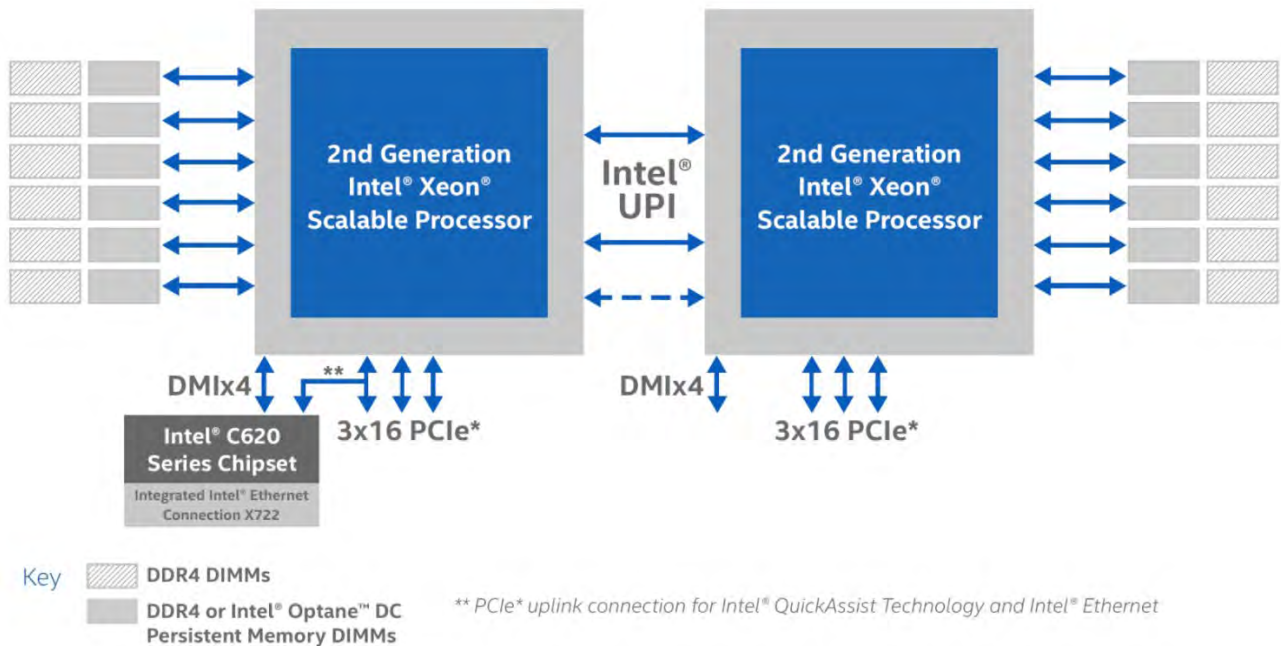 2nd Generation
Intel® Xeon®
Scalable Processor
Intel®
UPI
2nd Generation
Intel® Xeon®
Scalable Processor
DMIx4
**
3x16 PCIe*
DMIx4
3x16 PCIe*
Intel® C620
Series Chipset
Integrated Intel® Ethernet
Connection X722
Key
DDR4 DIMMs
DDR4 or Intel® Optane™ DC
Persistent Memory DIMMs
** PCIe* uplink connection for Intel® QuickAssist Technology and Intel® Ethernet